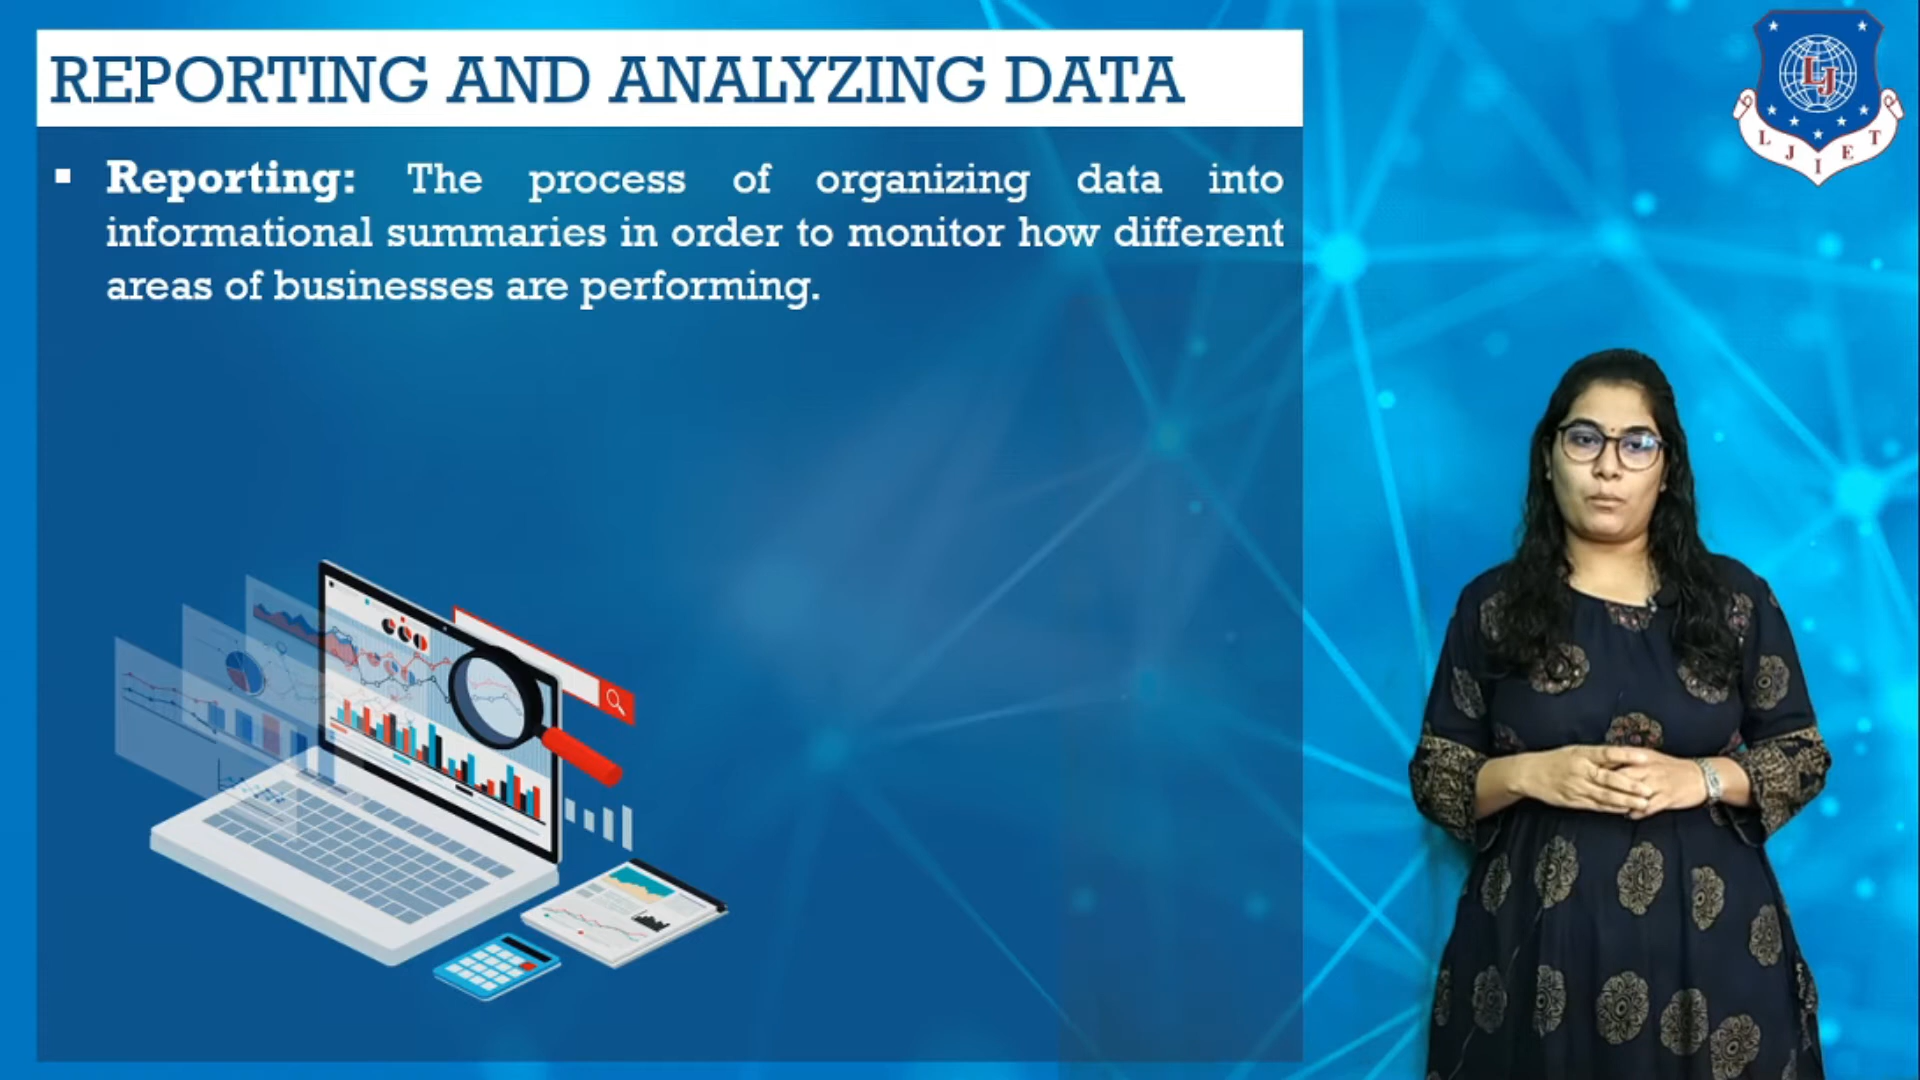 REPORTING AND ANALYZING DATA
▪ Reporting: The process of organizing data into
informational summaries in order to monitor how different
areas of businesses are performing.
LJ
L J I E T